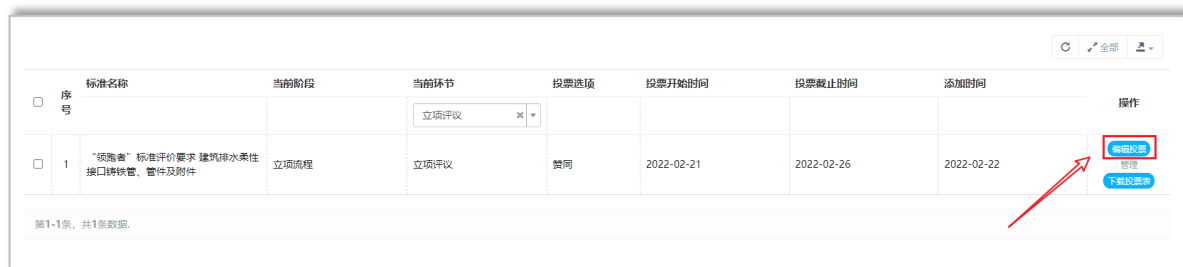 全部
序号
标准名称
当前阶段
当前环节
投票选项
投票开始时间
投票截止时间
添加时间
操作
立项评议
1
“领跑者”标准评价要求 建筑排水柔性
接口铸铁管、管件及附件
立项流程
立项评议
赞同
2022-02-21
2022-02-26
2022-02-22
编辑投票
管理
下载投票表
第1-1条，共1条数据.